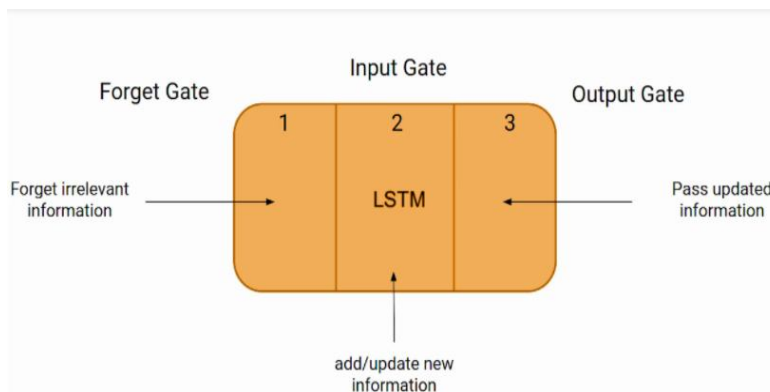 Input Gate
Forget Gate
Output Gate
1
2
3
Forget irrelevant
information
LSTM
Pass updated
information
add/update new
information